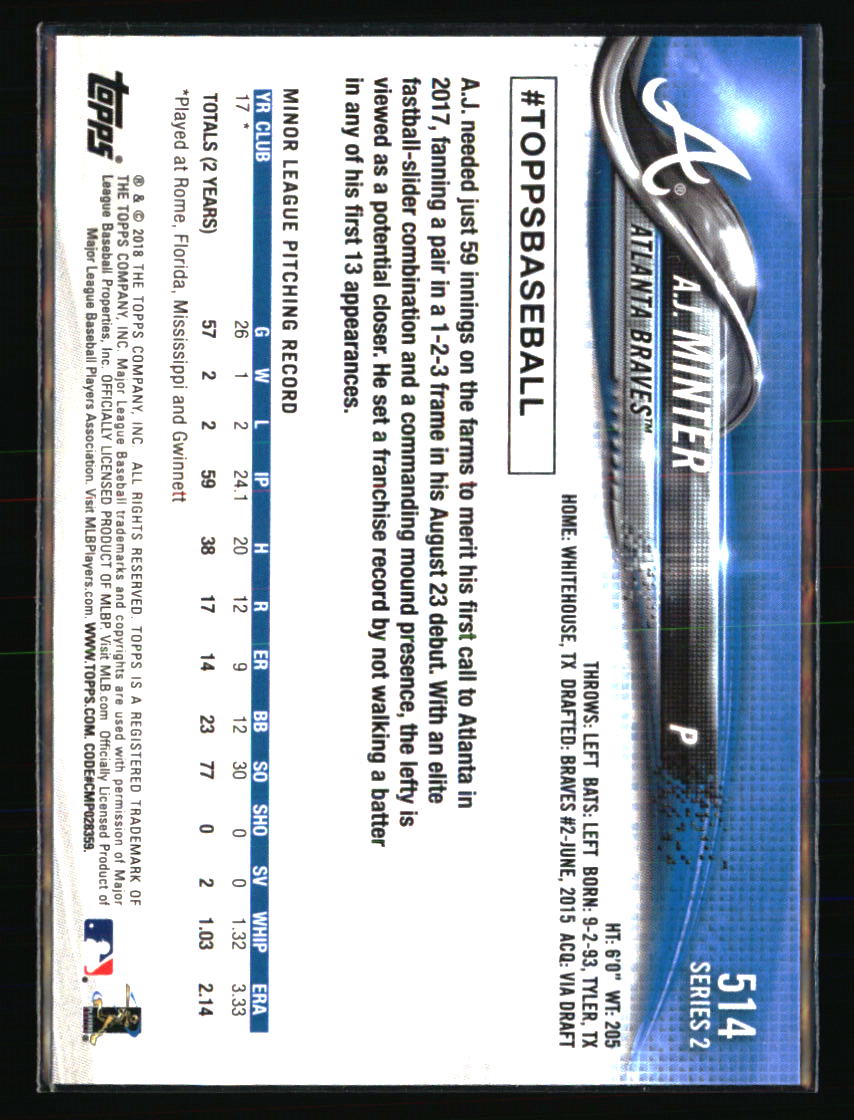 514
SERIES 2
A®
A.J. MINTER P
ATLANTA BRAVES™
HT: 6'0" WT: 205
THROWS: LEFT BATS: LEFT BORN: 9-2-93, TYLER, TX
HOME: WHITEHOUSE, TX DRAFTED: BRAVES #2-JUNE, 2015 ACQ: VIA DRAFT
#TOPPSBASEBALL
A.J. needed just 59 innings on the farms to merit his first call to Atlanta in
2017, fanning a pair in a 1-2-3 frame in his August 23 debut. With an elite
fastball-slider combination and a commanding mound presence, the lefty is
viewed as a potential closer. He set a franchise record by not walking a batter
in any of his first 13 appearances.
MINOR LEAGUE PITCHING RECORD
YR CLUB G W L IP H R ER BB SO SHO SV WHIP ERA
17 * 26 1 2 24.1 20 12 9 12 30 0 0 1.32 3.33
TOTALS (2 YEARS) 57 2 2 59 38 17 14 23 77 0 2 1.03 2.14
*Played at Rome, Florida, Mississippi and Gwinnett
topps®
® & © 2018 THE TOPPS COMPANY, INC. ALL RIGHTS RESERVED. TOPPS IS A REGISTERED TRADEMARK OF
THE TOPPS COMPANY, INC. Major League Baseball trademarks and copyrights are used with permission of Major
League Baseball Properties, Inc. OFFICIALLY LICENSED PRODUCT OF MLBP. Visit MLB.com Officially Licensed Product of
Major League Baseball Players Association. Visit MLBPlayers.com. WWW.TOPPS.COM. CODE#CMP028359.